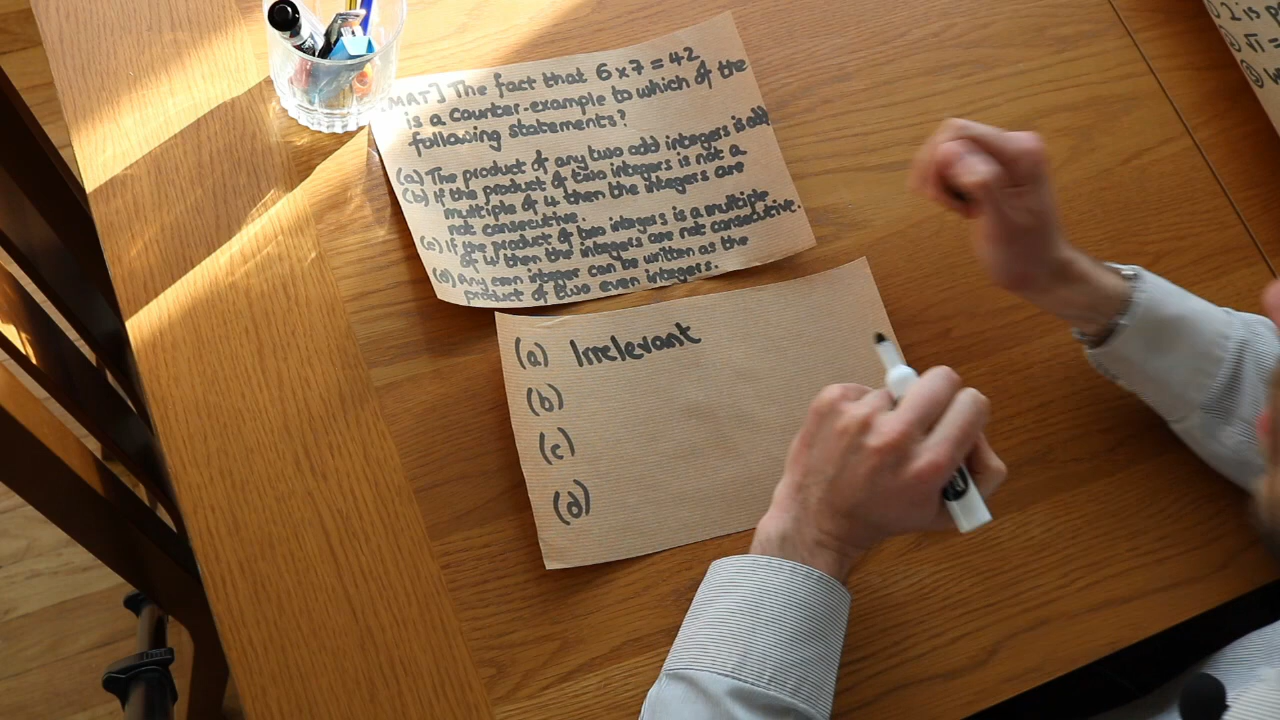 [MAT] The fact that 6 x 7 = 42
is a counter-example to which of the
following statements?
(a) The product of any two odd integers is odd
(b) If the product of two integers is not a
multiple of 4 then the integers are
not consecutive.
(c) If the product of two integers is a multiple
of 4 then the integers are not consecutive.
(d) Any even integer can be written as the
product of two even integers.
(a) Irrelevant
(b)
(c)
(d)
2 is
√1 =